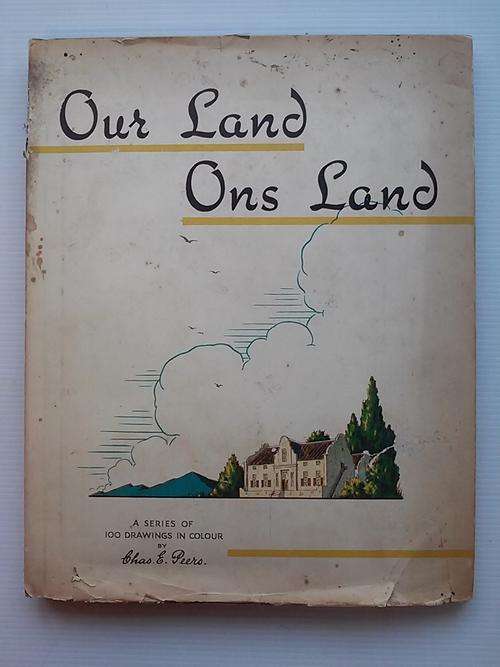 Our Land
Ons Land
A SERIES OF
100 DRAWINGS IN COLOUR
BY
Chas. E. Peers.